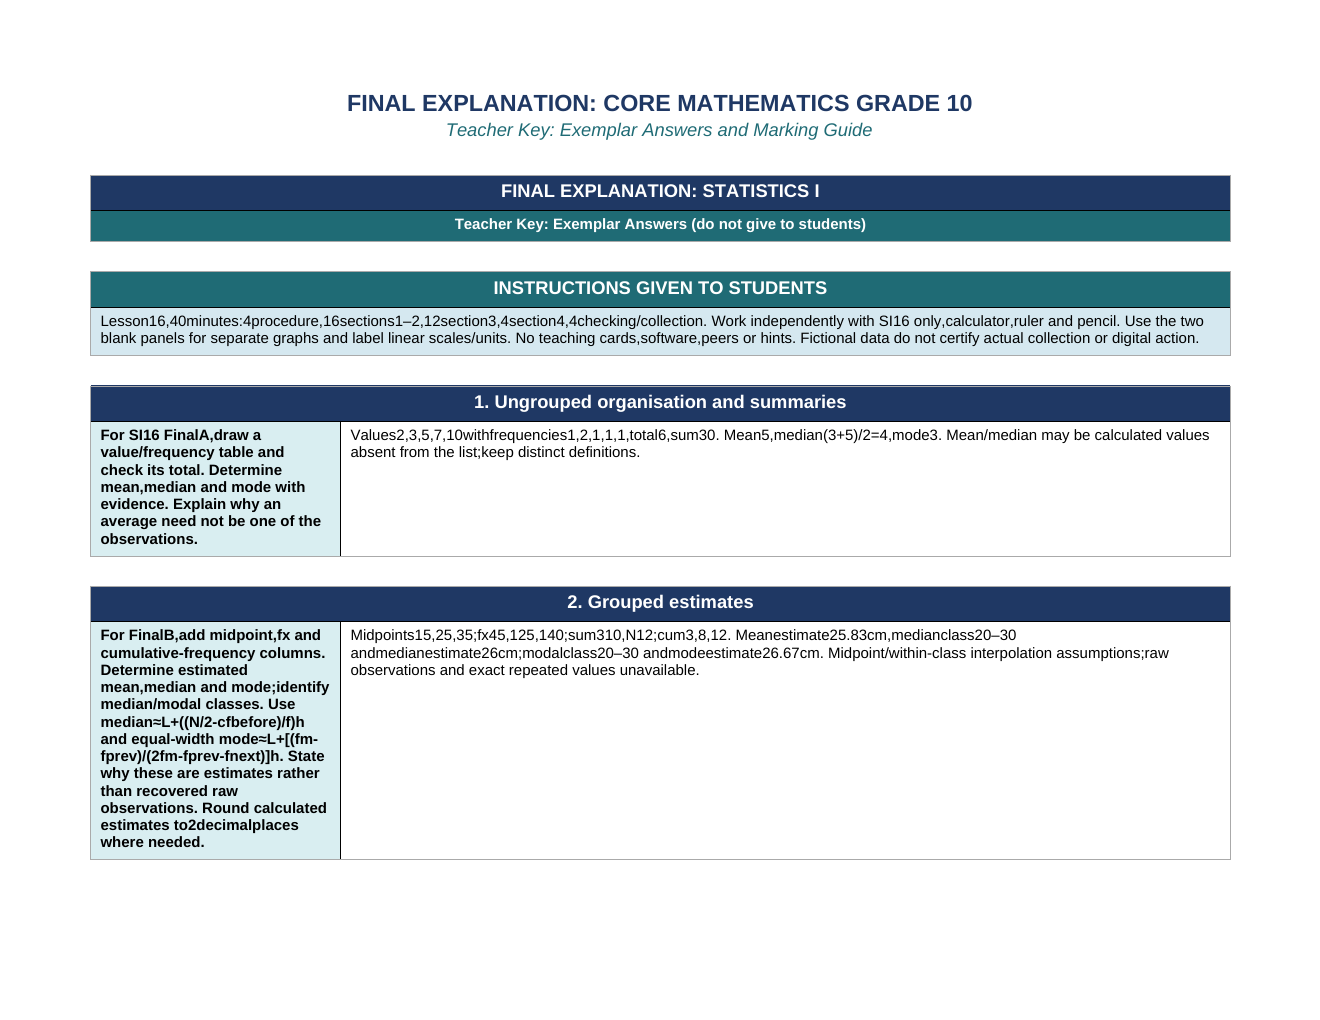 FINAL EXPLANATION: CORE MATHEMATICS GRADE 10
Teacher Key: Exemplar Answers and Marking Guide
FINAL EXPLANATION: STATISTICS I
Teacher Key: Exemplar Answers (do not give to students)
INSTRUCTIONS GIVEN TO STUDENTS
Lesson16,40minutes:4procedure,16sections1–2,12section3,4section4,4checking/collection. Work independently with SI16 only,calculator,ruler and pencil. Use the two
blank panels for separate graphs and label linear scales/units. No teaching cards,software,peers or hints. Fictional data do not certify actual collection or digital action.
1. Ungrouped organisation and summaries
For SI16 FinalA,draw a
value/frequency table and
check its total. Determine
mean,median and mode with
evidence. Explain why an
average need not be one of the
observations.
Values2,3,5,7,10withfrequencies1,2,1,1,1,total6,sum30. Mean5,median(3+5)/2=4,mode3. Mean/median may be calculated values
absent from the list;keep distinct definitions.
2. Grouped estimates
For FinalB,add midpoint,fx and
cumulative-frequency columns.
Determine estimated
mean,median and mode;identify
median/modal classes. Use
median≈L+((N/2-cfbefore)/f)h
and equal-width mode≈L+[(fm-
fprev)/(2fm-fprev-fnext)]h. State
why these are estimates rather
than recovered raw
observations. Round calculated
estimates to2decimalplaces
where needed.
Midpoints15,25,35;fx45,125,140;sum310,N12;cum3,8,12. Meanestimate25.83cm,medianclass20–30
andmedianestimate26cm;modalclass20–30 andmodeestimate26.67cm. Midpoint/within-class interpolation assumptions;raw
observations and exact repeated values unavailable.